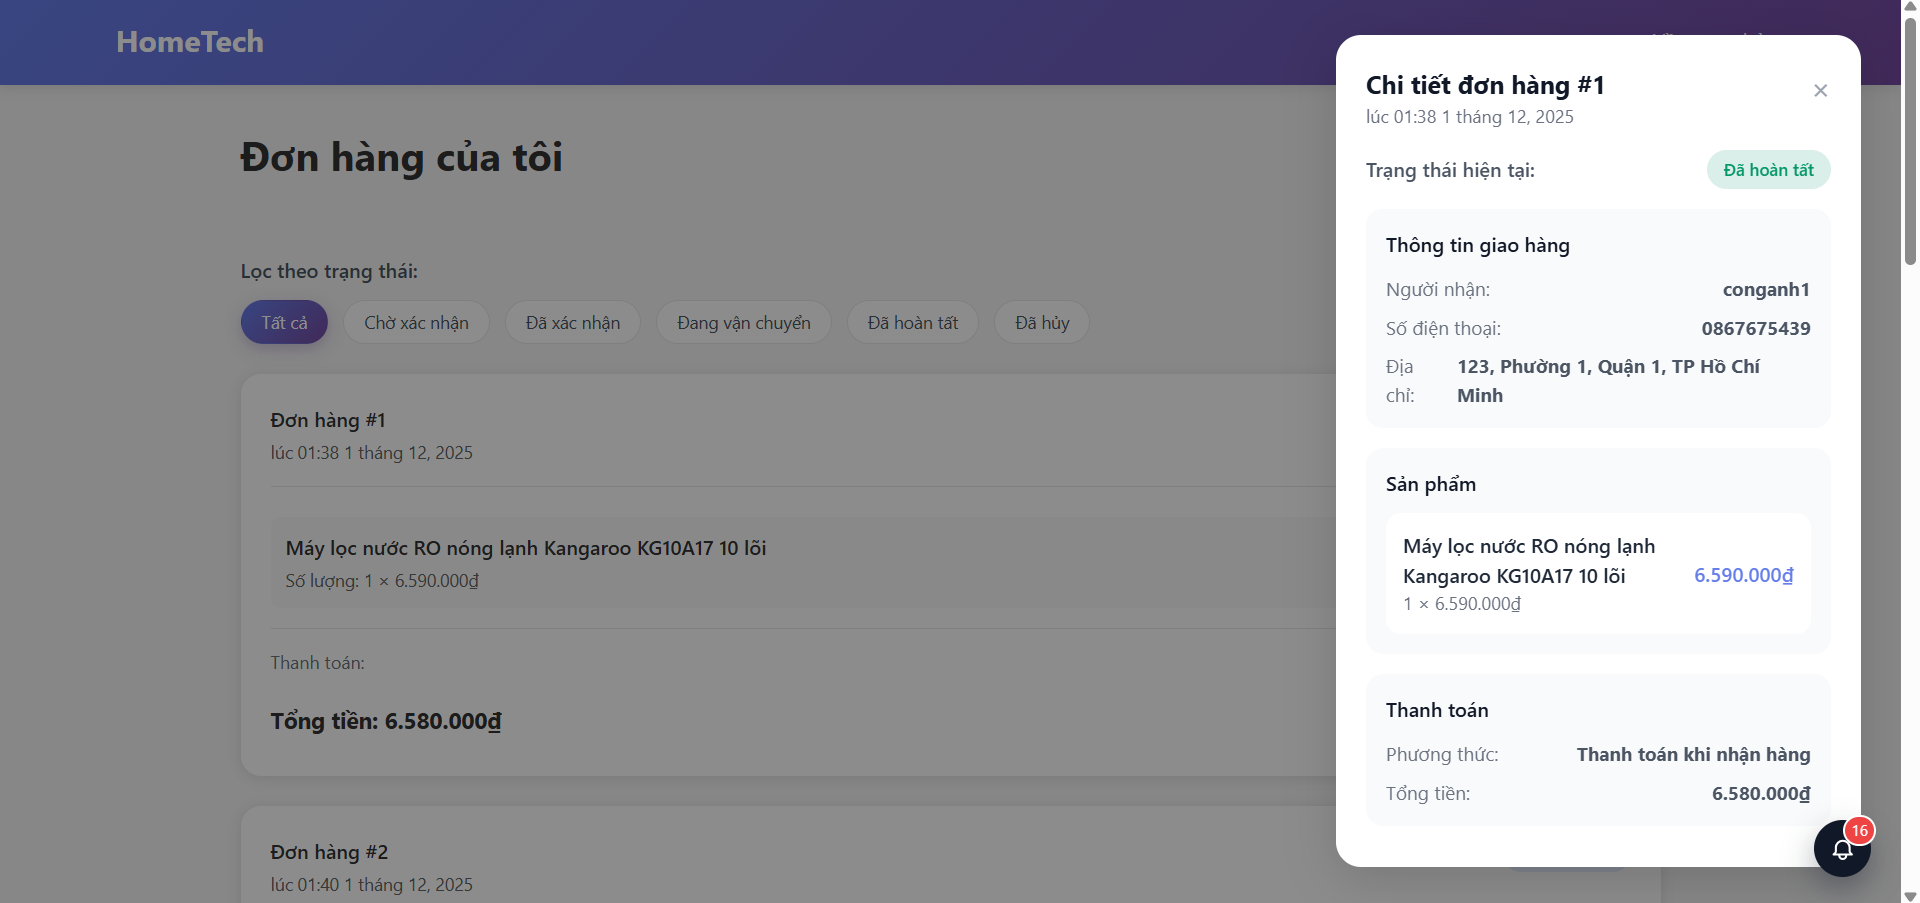 HomeTech
Đơn hàng của tôi
Lọc theo trạng thái:
Tất cả
Chờ xác nhận
Đã xác nhận
Đang vận chuyển
Đã hoàn tất
Đã hủy
Đơn hàng #1
lúc 01:38 1 tháng 12, 2025
Máy lọc nước RO nóng lạnh Kangaroo KG10A17 10 lõi
Số lượng: 1 × 6.590.000₫
Thanh toán:
Tổng tiền: 6.580.000₫
Đơn hàng #2
lúc 01:40 1 tháng 12, 2025
Chi tiết đơn hàng #1
×
lúc 01:38 1 tháng 12, 2025
Trạng thái hiện tại:
Đã hoàn tất
Thông tin giao hàng
Người nhận: conganh1
Số điện thoại: 0867675439
Địa chỉ: 123, Phường 1, Quận 1, TP Hồ Chí
Minh
Sản phẩm
Máy lọc nước RO nóng lạnh
Kangaroo KG10A17 10 lõi
6.590.000₫
1 × 6.590.000₫
Thanh toán
Phương thức: Thanh toán khi nhận hàng
Tổng tiền: 6.580.000₫
16